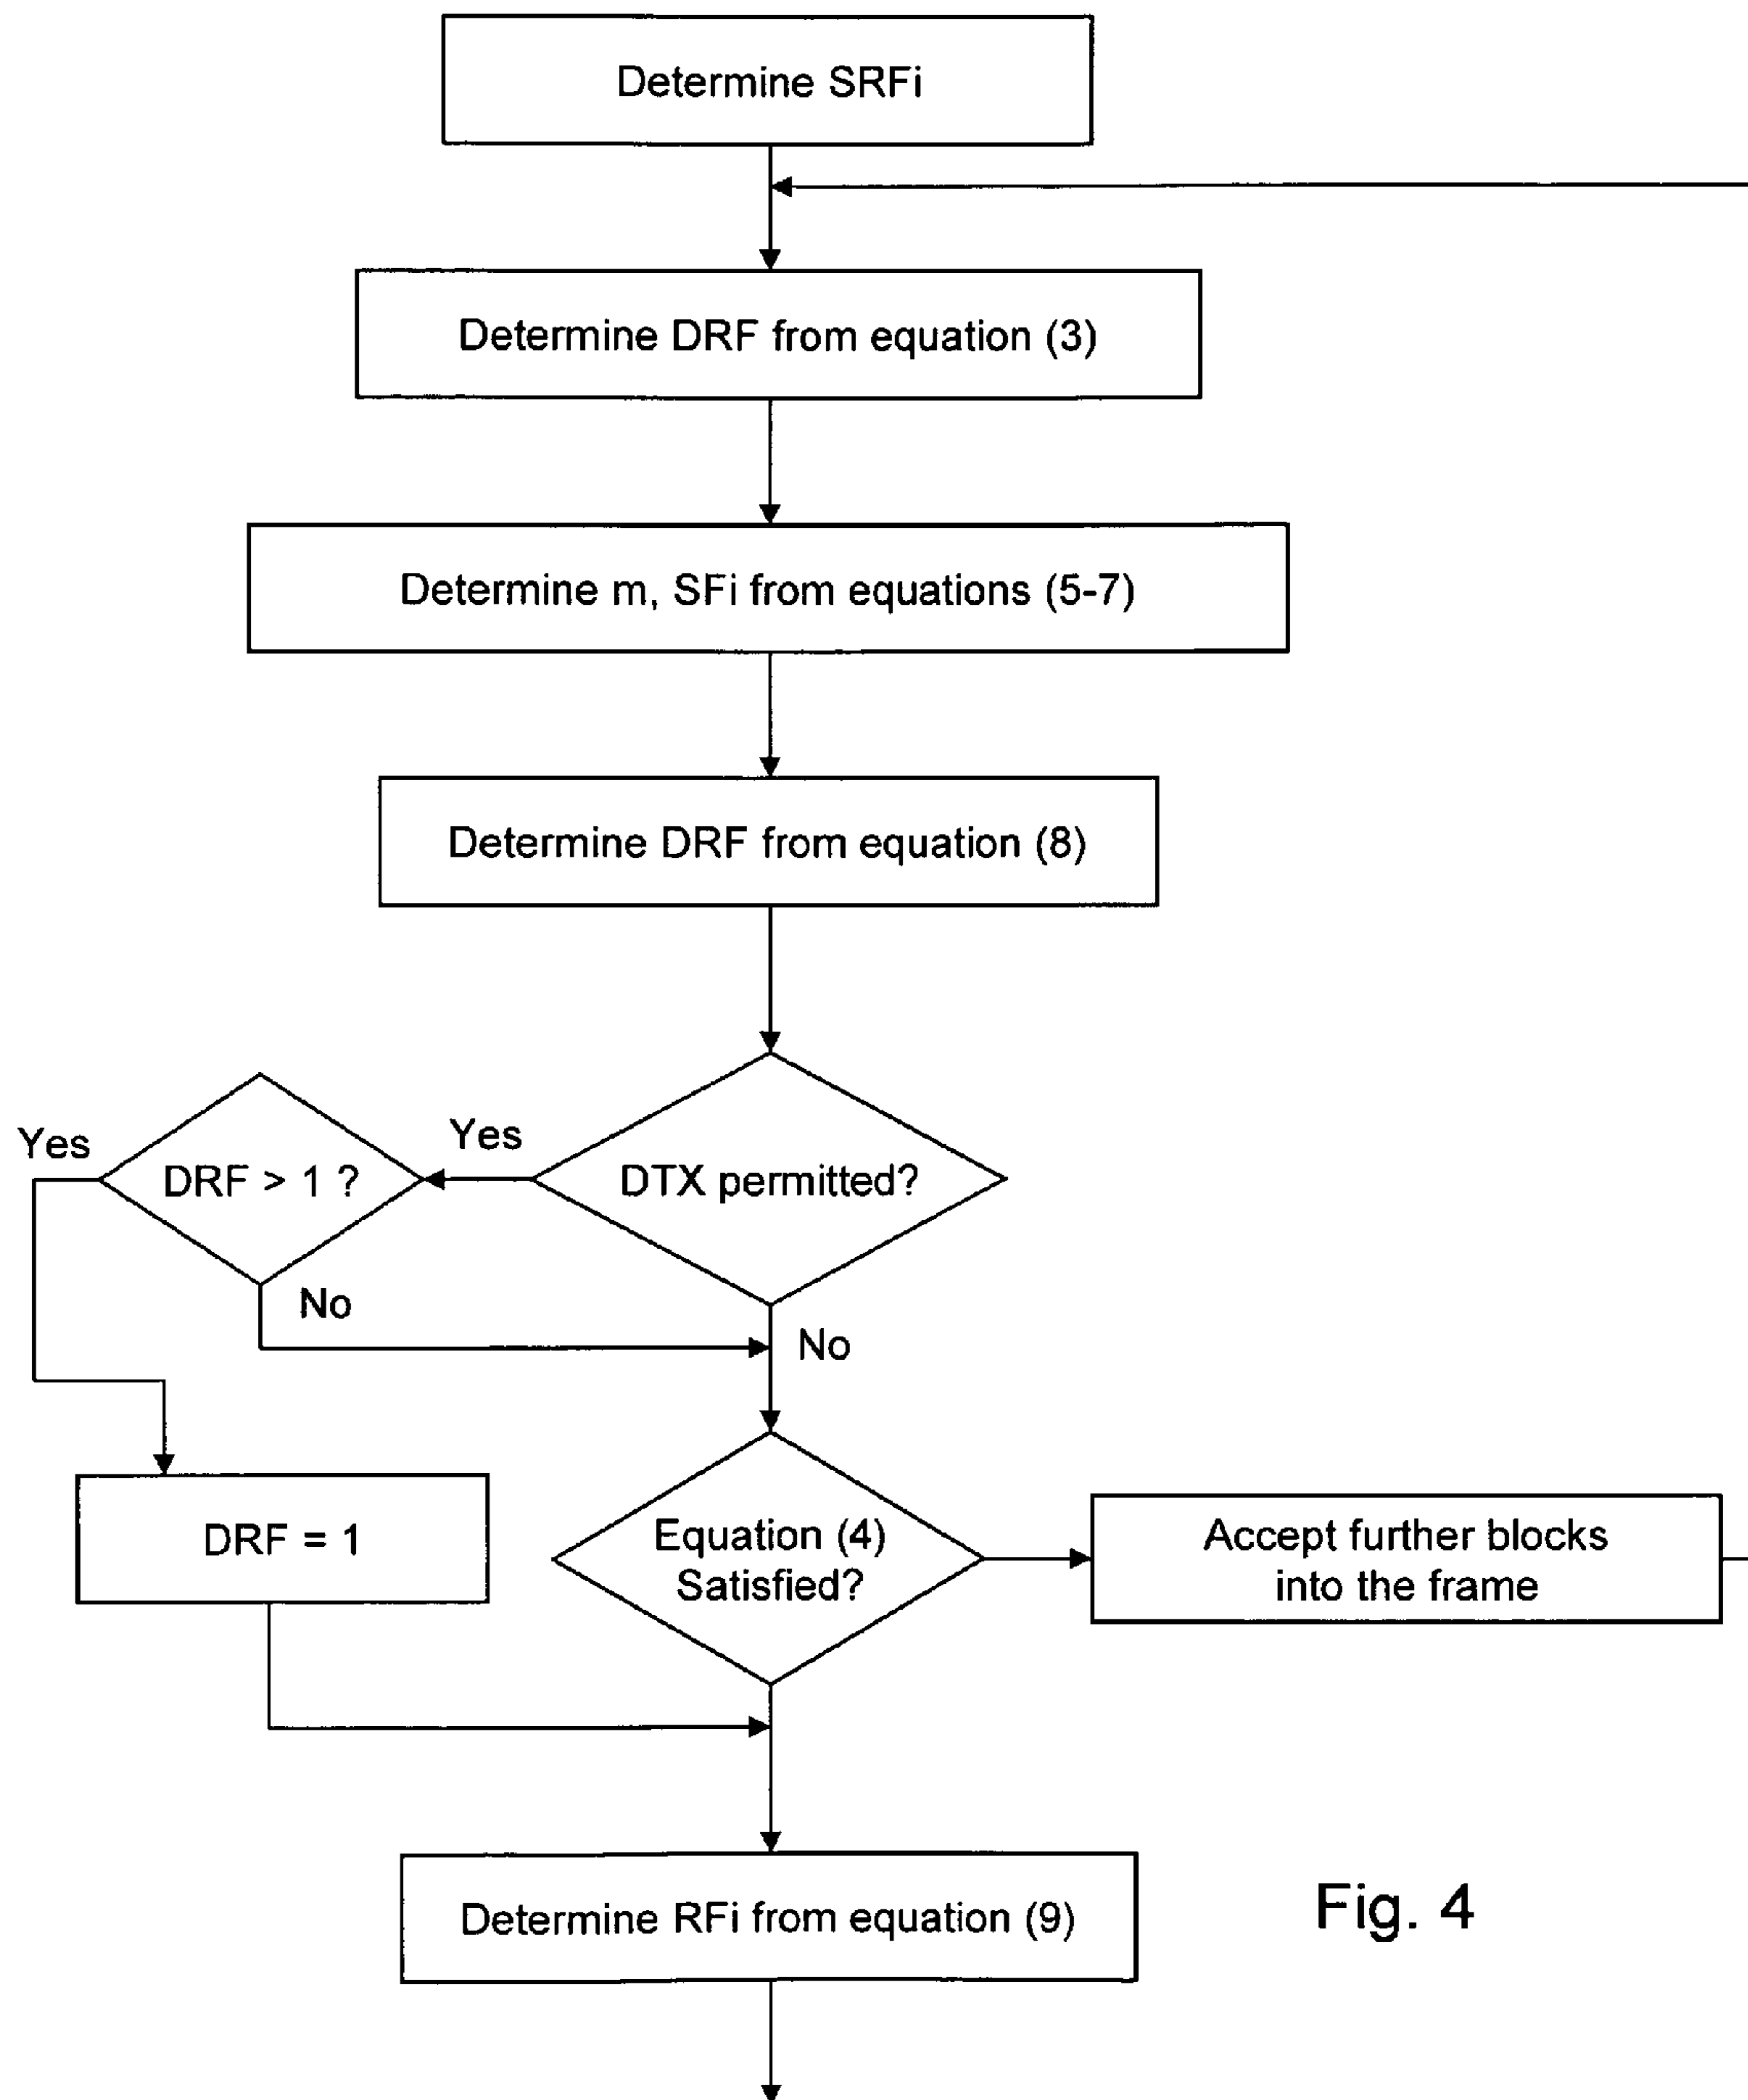 Determine SRFi
Determine DRF from equation (3)
Determine m, SFi from equations (5-7)
Determine DRF from equation (8)
Yes
DRF > 1 ?
Yes
DTX permitted?
No
No
DRF = 1
Equation (4)
Satisfied?
Accept further blocks
into the frame
Determine RFi from equation (9)
Fig. 4